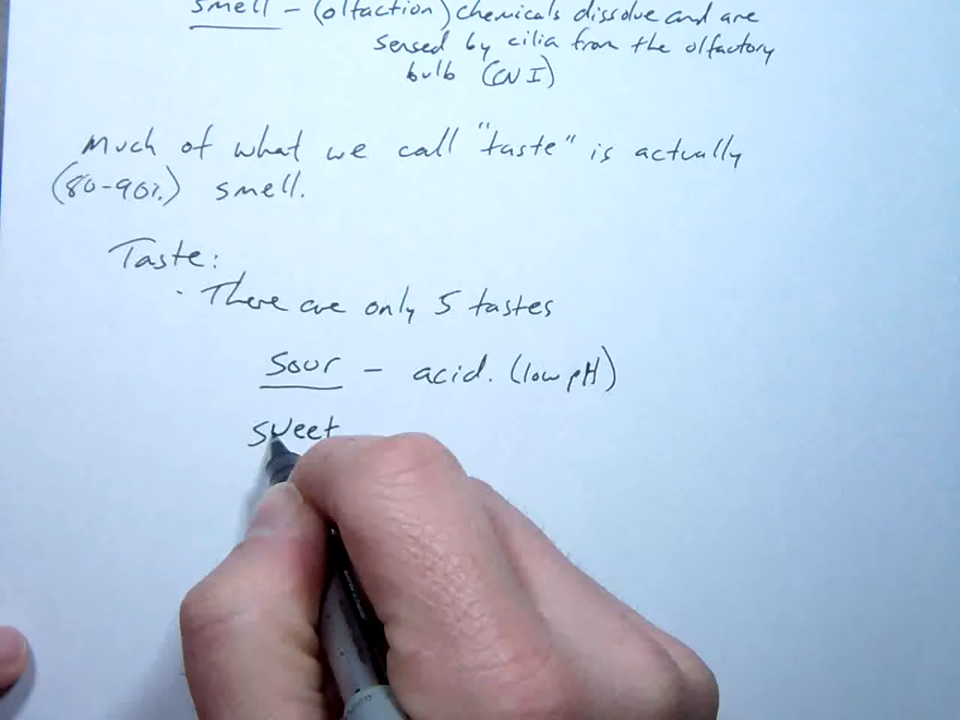 smell - (olfaction) chemicals dissolve and are
sensed by cilia from the olfactory
bulb (CN I)
Much of what we call "taste" is actually
(80-90%) smell.
Taste:
· There are only 5 tastes
Sour - acid. (low pH)
sweet